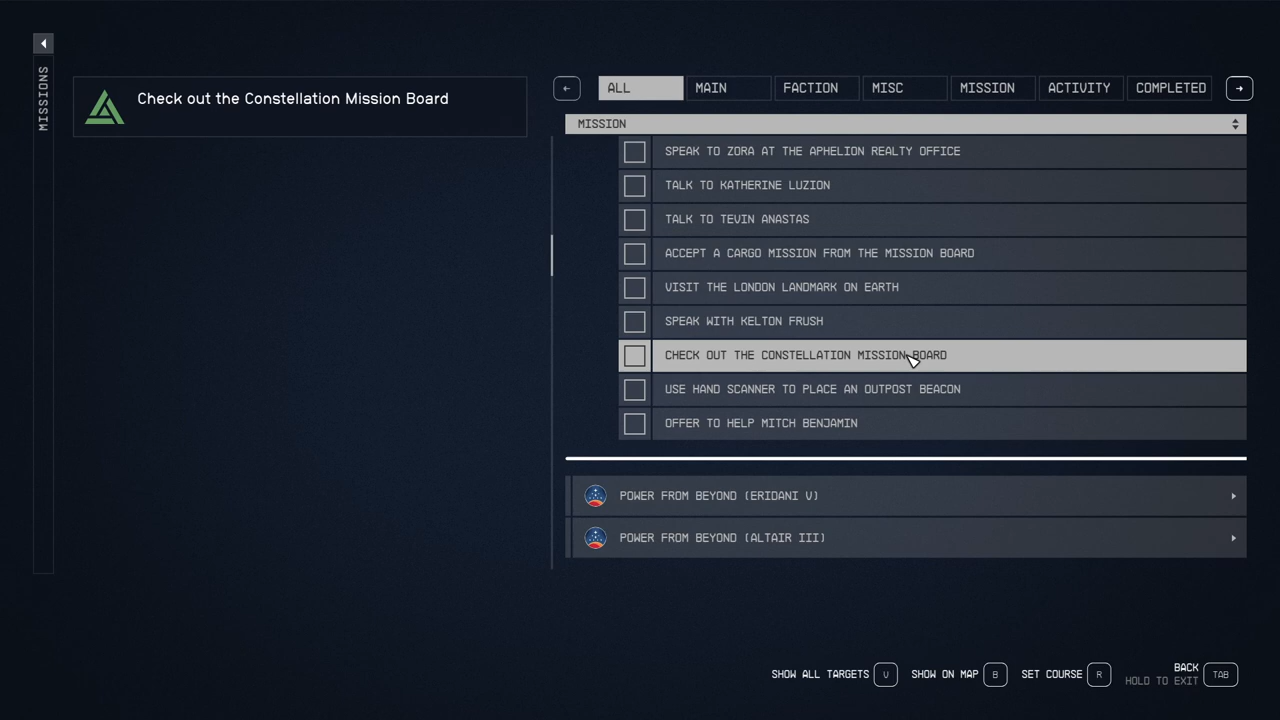 MISSIONS
Check out the Constellation Mission Board
ALL
MAIN
FACTION
MISC
MISSION
ACTIVITY
COMPLETED
MISSION
SPEAK TO ZORA AT THE APHELION REALTY OFFICE
TALK TO KATHERINE LUZION
TALK TO TEVIN ANASTAS
ACCEPT A CARGO MISSION FROM THE MISSION BOARD
VISIT THE LONDON LANDMARK ON EARTH
SPEAK WITH KELTON FRUSH
CHECK OUT THE CONSTELLATION MISSION BOARD
USE HAND SCANNER TO PLACE AN OUTPOST BEACON
OFFER TO HELP MITCH BENJAMIN
POWER FROM BEYOND (ERIDANI V)
POWER FROM BEYOND (ALTAIR III)
SHOW ALL TARGETS V
SHOW ON MAP B
SET COURSE R
BACK
HOLD TO EXIT
TAB